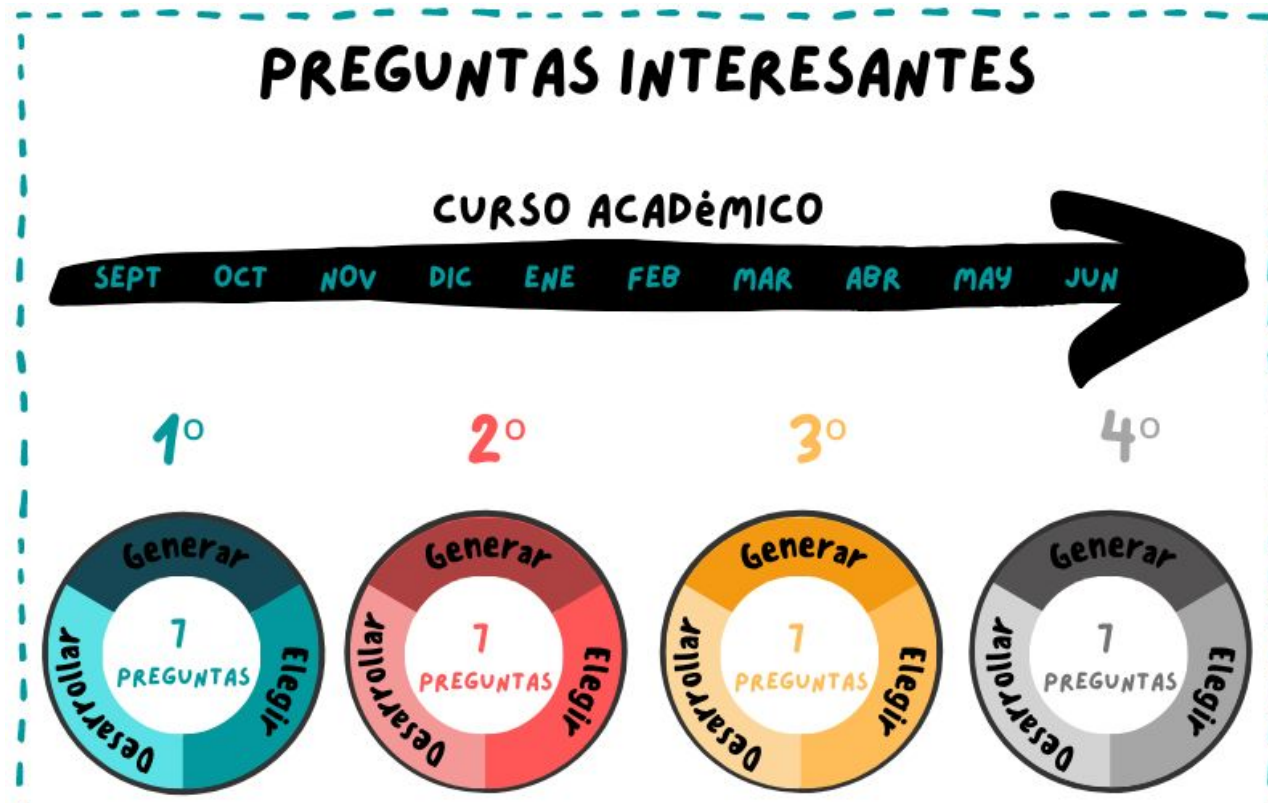 PREGUNTAS INTERESANTES
CURSO ACADÉMICO
SEPT OCT NOV DIC ENE FEB MAR ABR MAY JUN
1º 2º 3º 4º
Generar
Elegir
Desarrollar
7
PREGUNTAS
Generar
Elegir
Desarrollar
7
PREGUNTAS
Generar
Elegir
Desarrollar
7
PREGUNTAS
Generar
Elegir
Desarrollar
7
PREGUNTAS